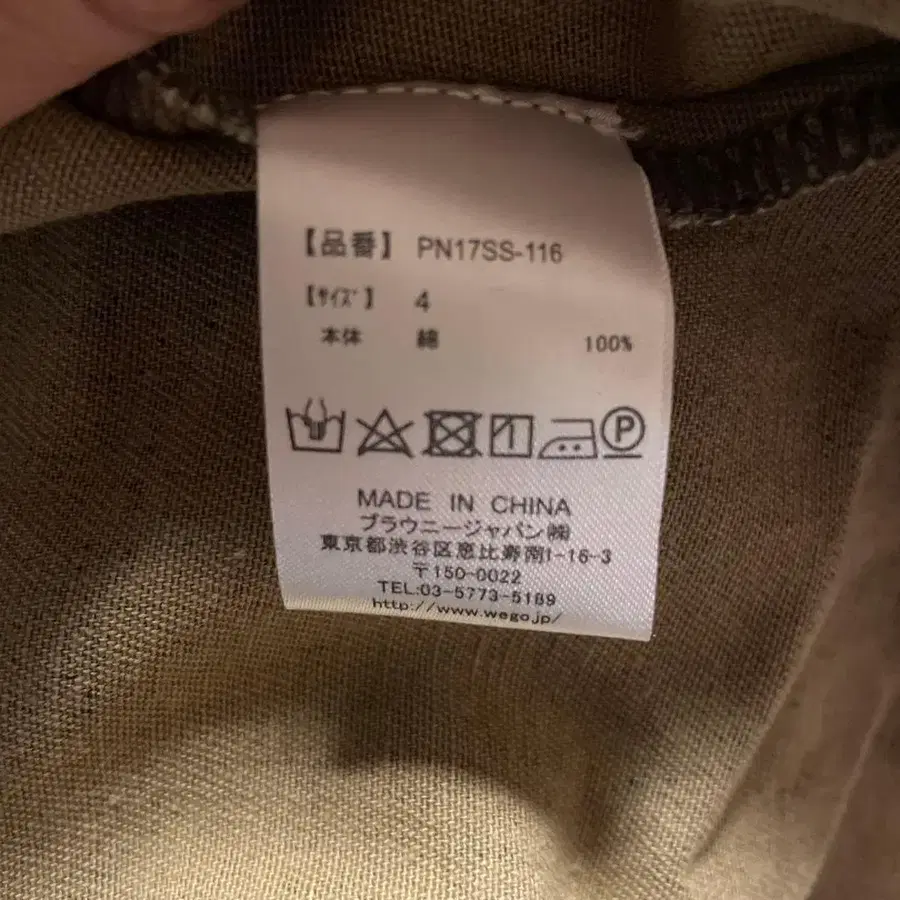 【品番】 PN17SS-116
【サイズ】 4
本体 綿 100%
P
MADE IN CHINA
ブラウニージャパン㈱
東京都渋谷区恵比寿南1-16-3
〒150-0022
TEL:03-5773-5189
http://www.wego.jp/